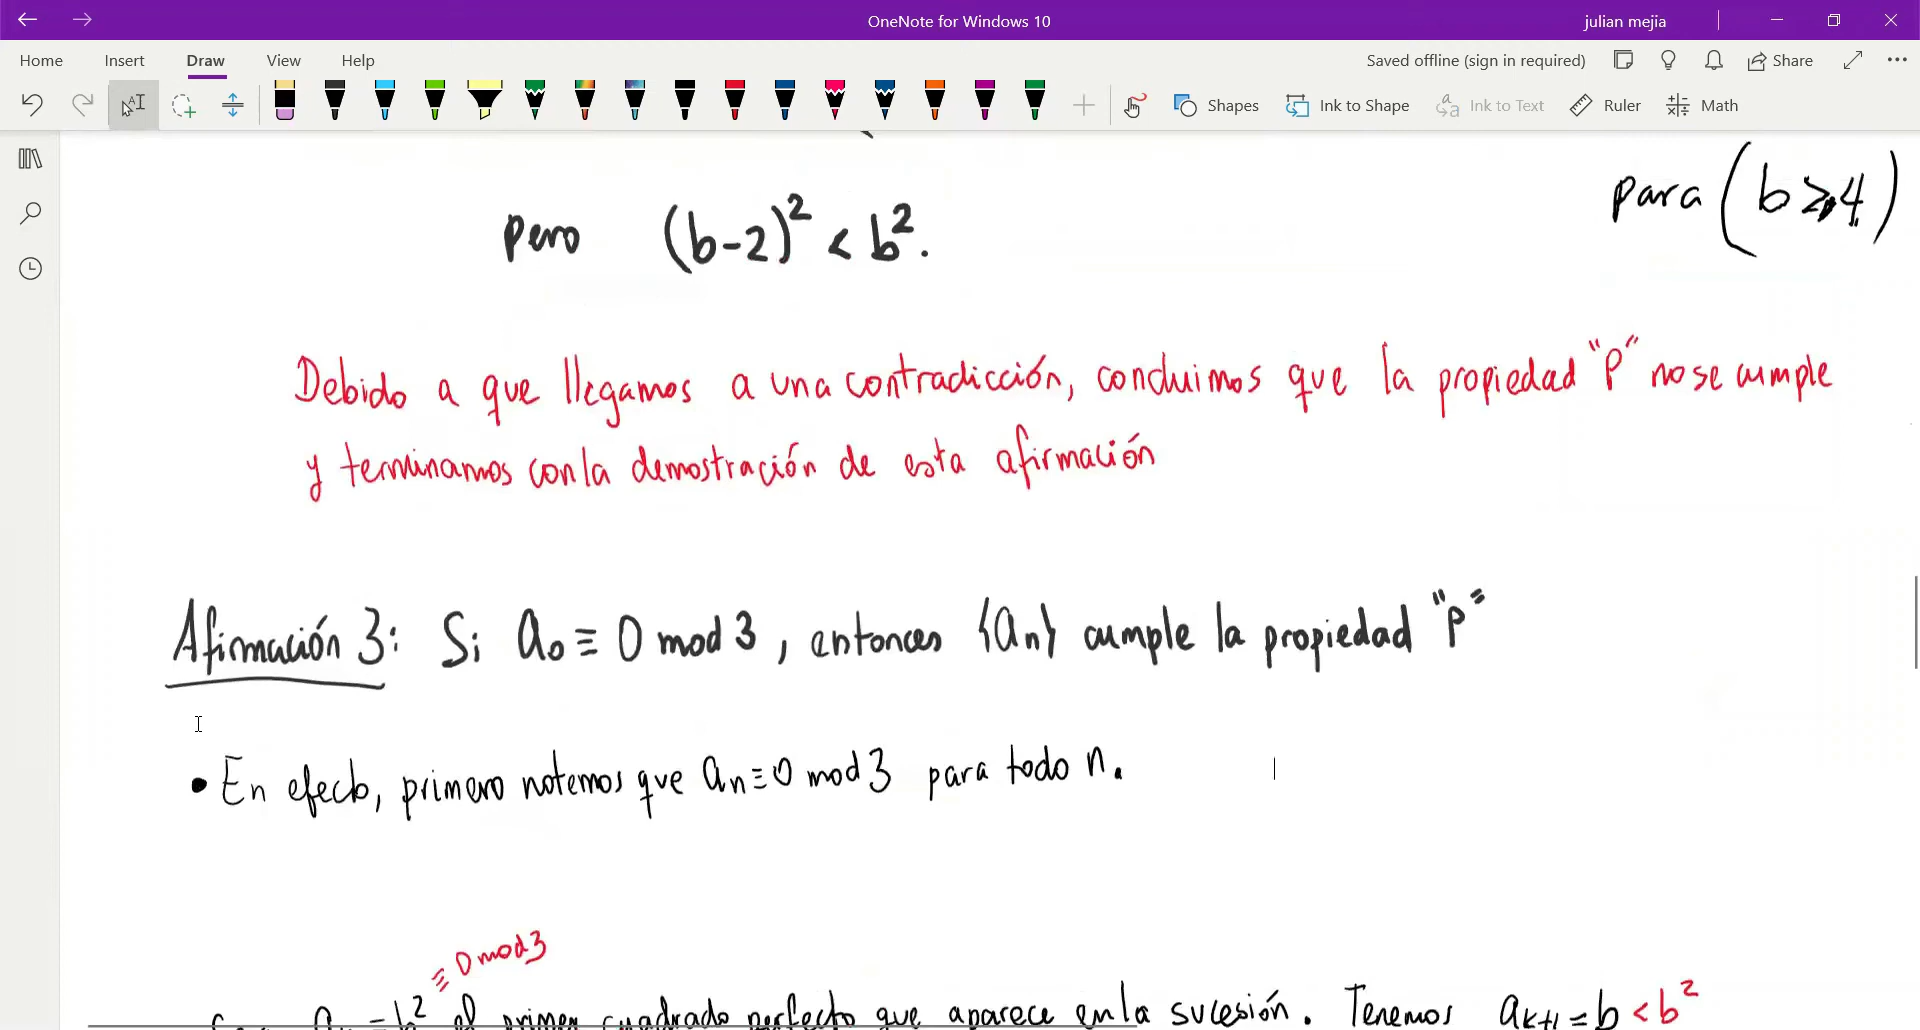 OneNote for Windows 10
julian mejia
Home Insert Draw View Help
Saved offline (sign in required) Share
Shapes Ink to Shape Ink to Text Ruler Math
para (b ≥ 4)
pero (b-2)² < b².
Debido a que llegamos a una contradicción, concluimos que la propiedad "P" no se cumple
y terminamos con la demostración de esta afirmación
Afirmación 3: Si a₀ ≡ 0 mod 3, entonces {aₙ} cumple la propiedad "P"
• En efecto, primero notemos que aₙ ≡ 0 mod 3 para todo n.
≡ 0 mod 3
= b² el primer cuadrado perfecto que aparece en la sucesión. Tenemos aₖ₊₁ = b < b²